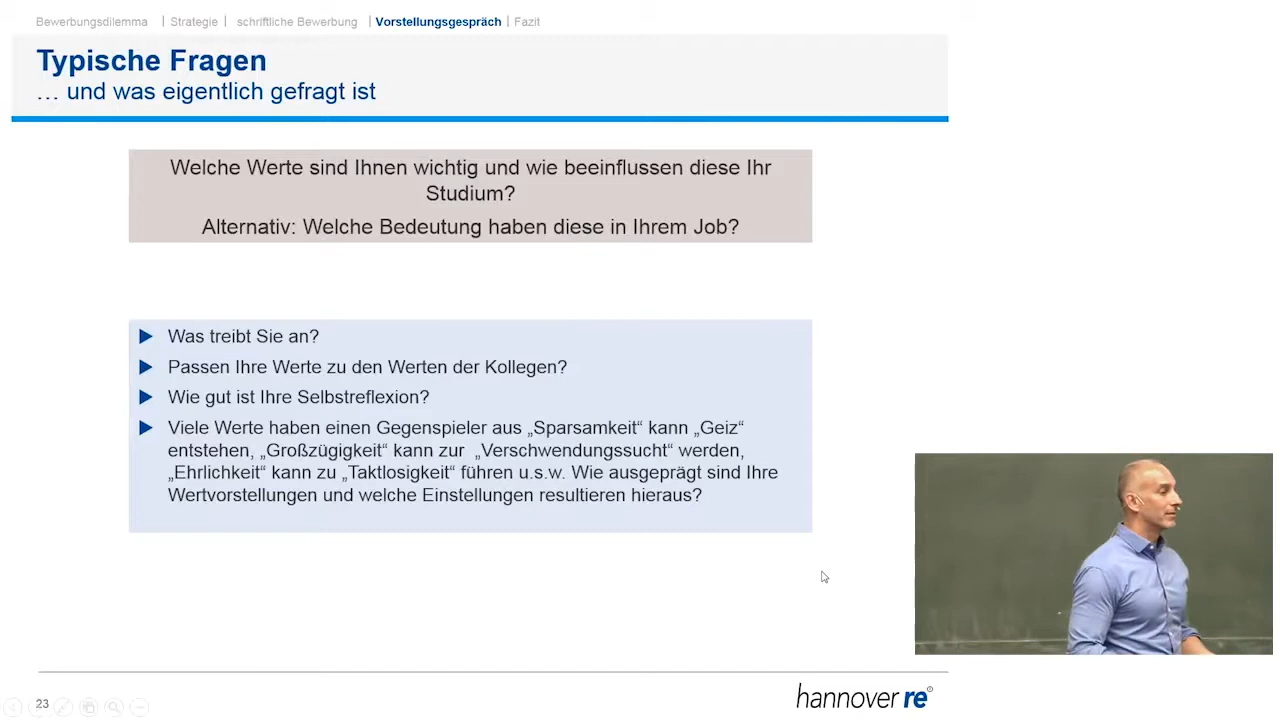 Bewerbungsdilemma | Strategie | schriftliche Bewerbung | Vorstellungsgespräch | Fazit
Typische Fragen
… und was eigentlich gefragt ist
Welche Werte sind Ihnen wichtig und wie beeinflussen diese Ihr
Studium?
Alternativ: Welche Bedeutung haben diese in Ihrem Job?
Was treibt Sie an?
Passen Ihre Werte zu den Werten der Kollegen?
Wie gut ist Ihre Selbstreflexion?
Viele Werte haben einen Gegenspieler aus „Sparsamkeit“ kann „Geiz“
entstehen, „Großzügigkeit“ kann zur „Verschwendungssucht“ werden,
„Ehrlichkeit“ kann zu „Taktlosigkeit“ führen u.s.w. Wie ausgeprägt sind Ihre
Wertvorstellungen und welche Einstellungen resultieren hieraus?
23
hannover re®